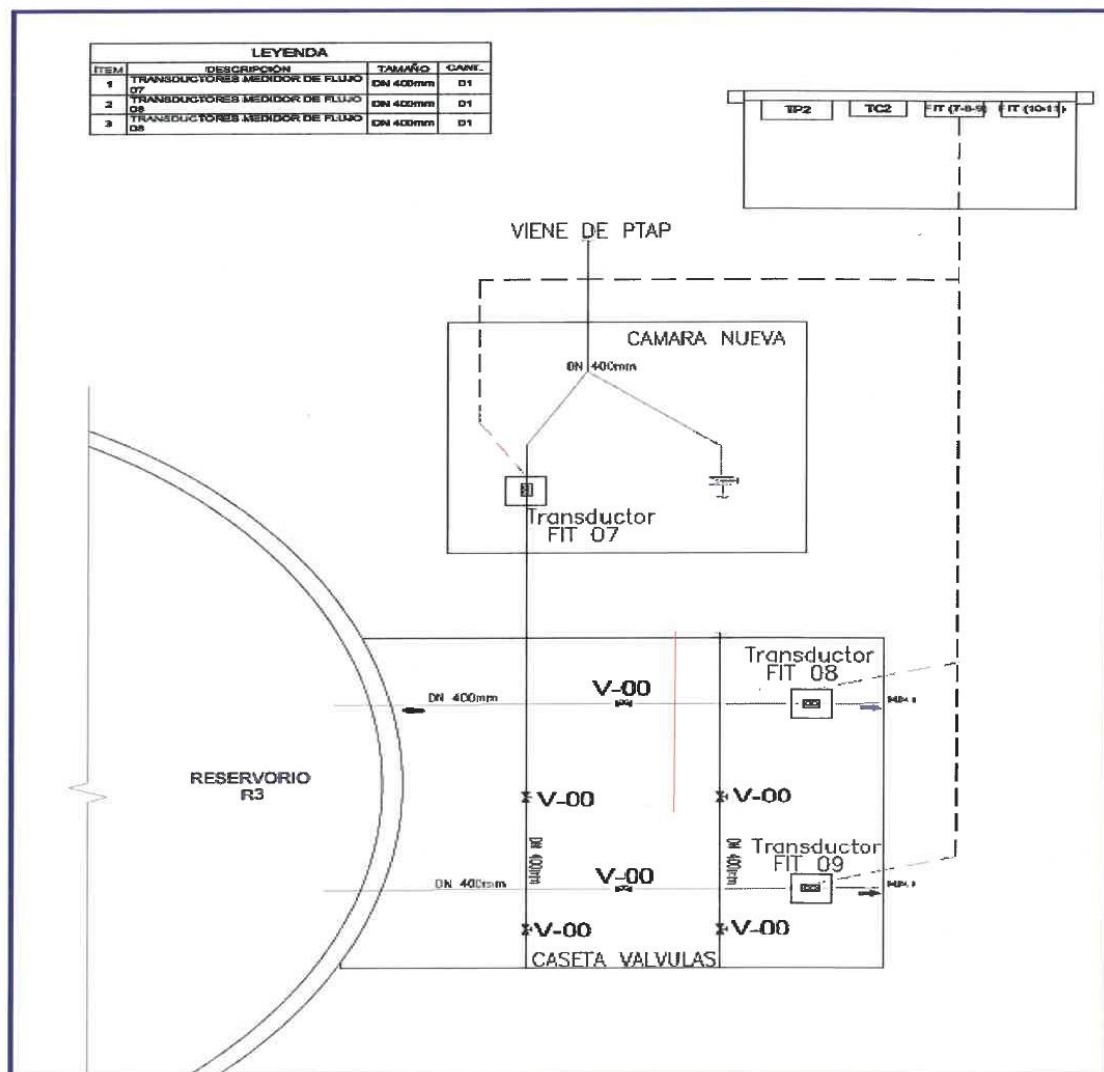 LEYENDA
ITEM DESCRIPCIÓN TAMAÑO CANT.
1 TRANSDUCTORES MEDIDOR DE FLUJO 07 DN 400mm 01
2 TRANSDUCTORES MEDIDOR DE FLUJO DN 400mm 01
3 TRANSDUCTORES MEDIDOR DE FLUJO DN 400mm 01
TP2 TC2 FIT (7-8-9) FIT (10-11)
VIENE DE PTAP
CAMARA NUEVA
DN 400mm
Transductor
FIT 07
Transductor
FIT 08
DN 400mm
V-00
RESERVORIO
R3
V-00
V-00
DN 400mm
DN 400mm
Transductor
FIT 09
DN 400mm
V-00
V-00
V-00
CASETA VALVULAS